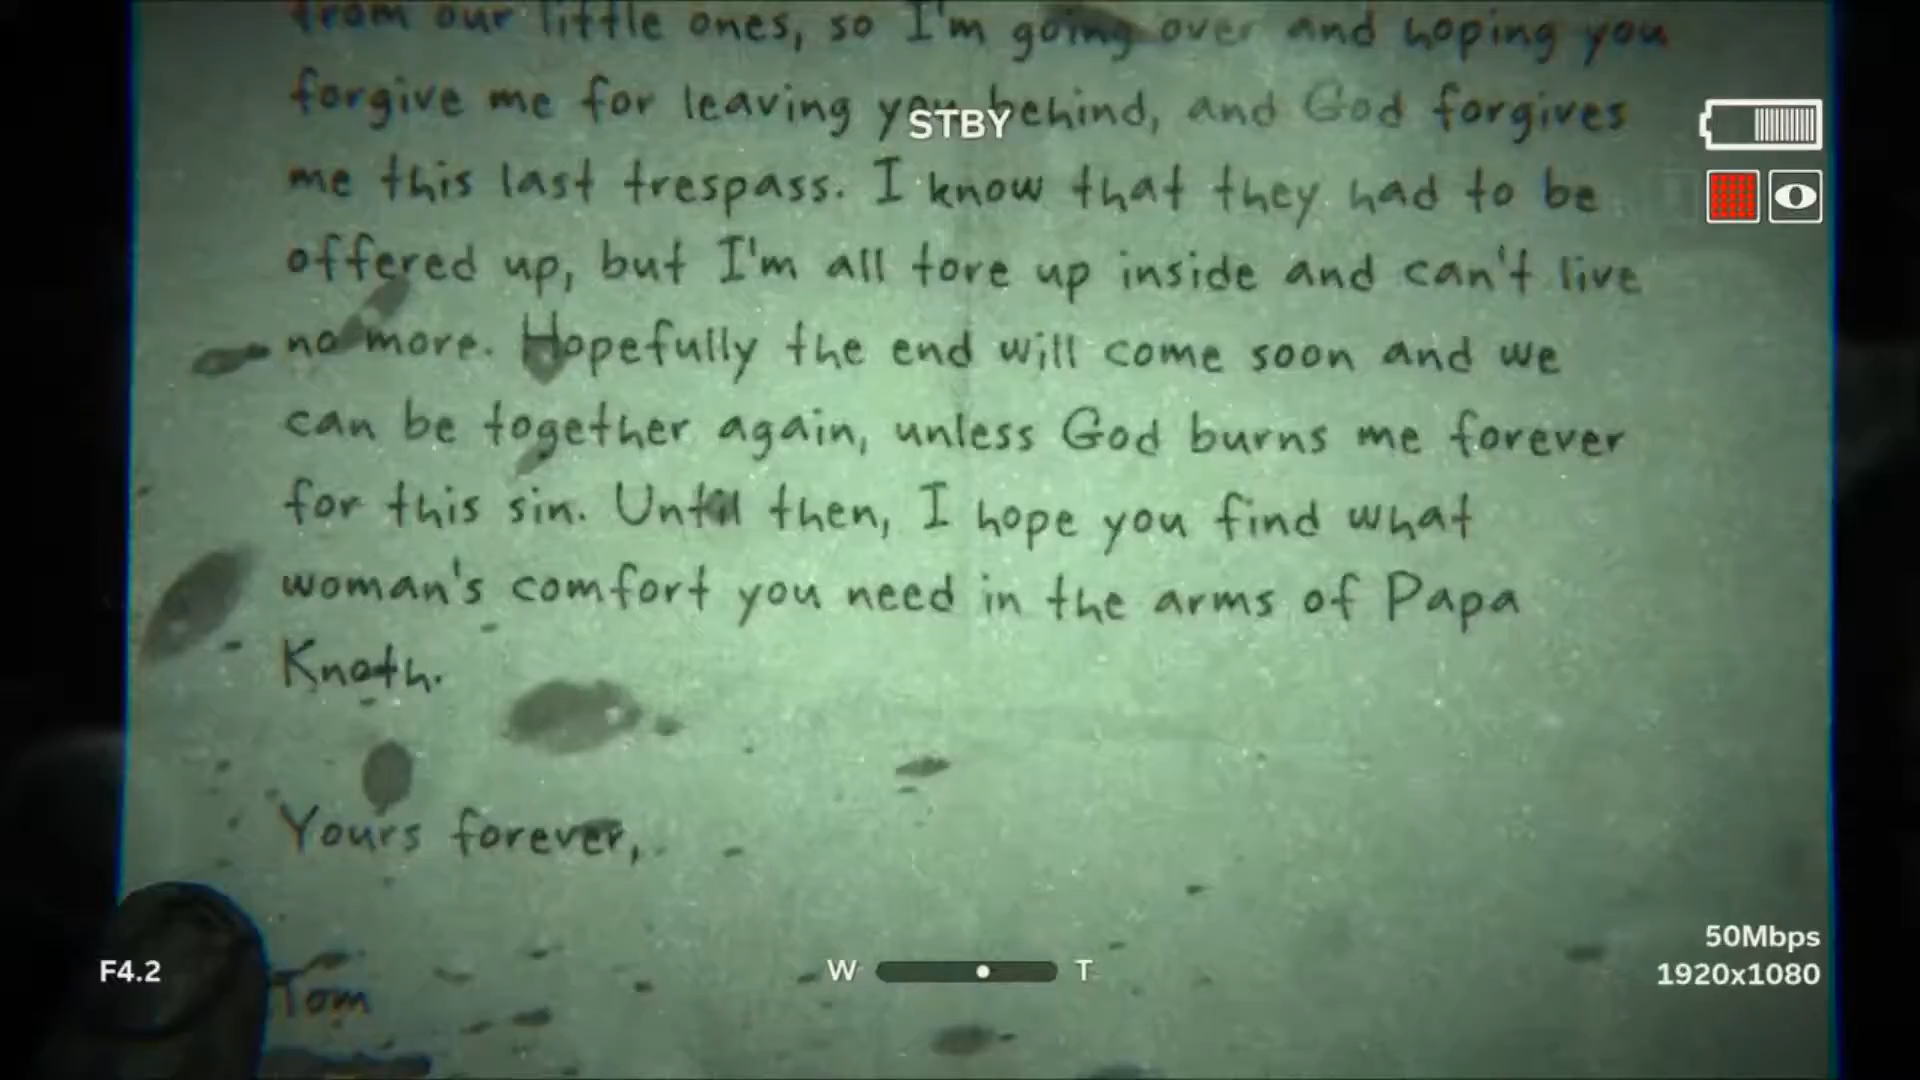 from our little ones, so I'm going over and hoping you
forgive me for leaving you behind, and God forgives
STBY
me this last trespass. I know that they had to be
offered up, but I'm all tore up inside and can't live
no more. Hopefully the end will come soon and we
can be together again, unless God burns me forever
for this sin. Until then, I hope you find what
woman's comfort you need in the arms of Papa
Knoth.
Yours forever,
Tom
F4.2
W T
50Mbps
1920x1080